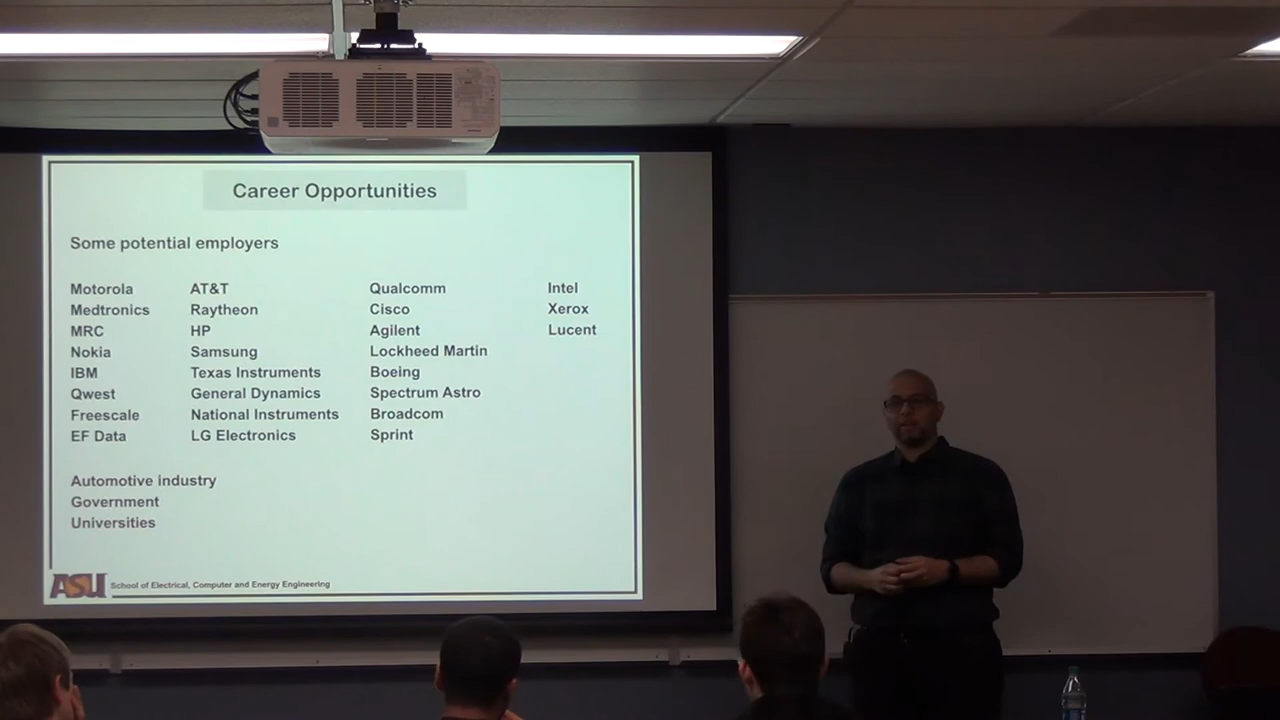 Career Opportunities
Some potential employers
Motorola AT&T Qualcomm Intel
Medtronics Raytheon Cisco Xerox
MRC HP Agilent Lucent
Nokia Samsung Lockheed Martin
IBM Texas Instruments Boeing
Qwest General Dynamics Spectrum Astro
Freescale National Instruments Broadcom
EF Data LG Electronics Sprint
Automotive industry
Government
Universities
ASU School of Electrical, Computer and Energy Engineering